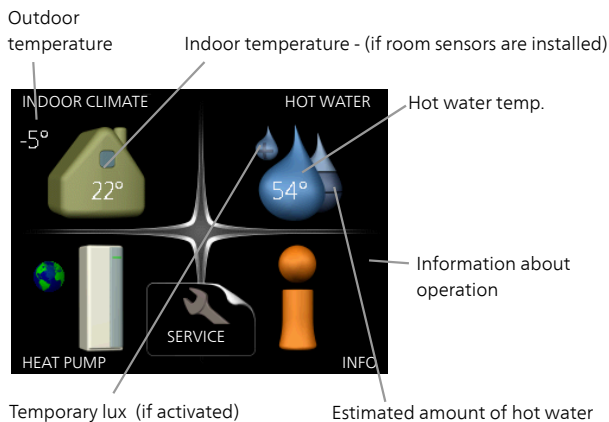 Outdoor
temperature
Indoor temperature - (if room sensors are installed)
INDOOR CLIMATE
HOT WATER
Hot water temp.
-5°
22°
54°
Information about
operation
SERVICE
HEAT PUMP
INFO
Temporary lux (if activated)
Estimated amount of hot water